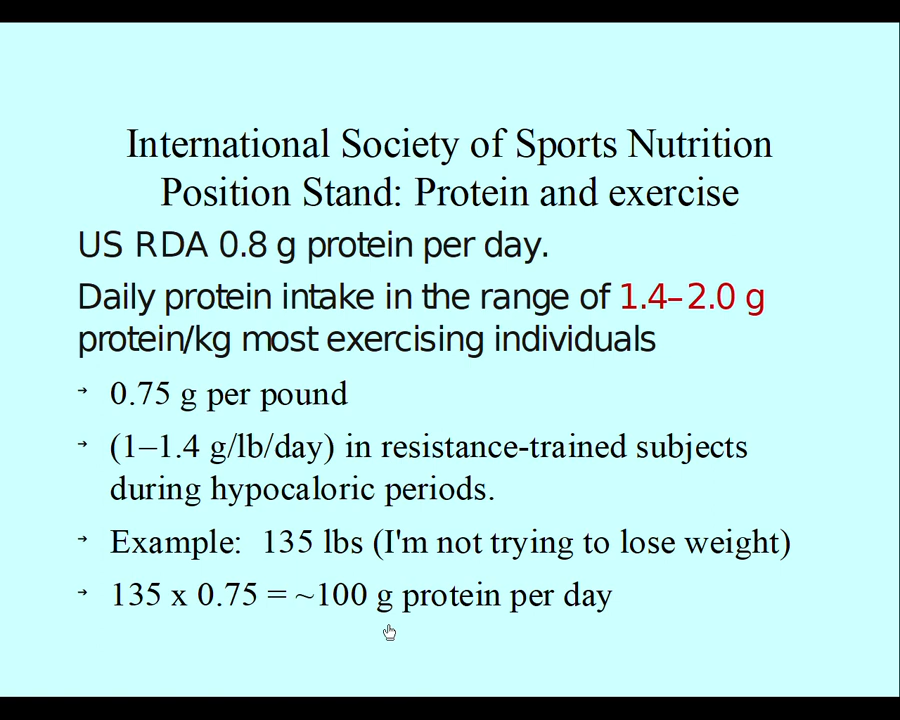 International Society of Sports Nutrition
Position Stand: Protein and exercise
US RDA 0.8 g protein per day.
Daily protein intake in the range of 1.4–2.0 g
protein/kg most exercising individuals
→ 0.75 g per pound
→ (1–1.4 g/lb/day) in resistance-trained subjects
during hypocaloric periods.
→ Example: 135 lbs (I'm not trying to lose weight)
→ 135 x 0.75 = ~100 g protein per day